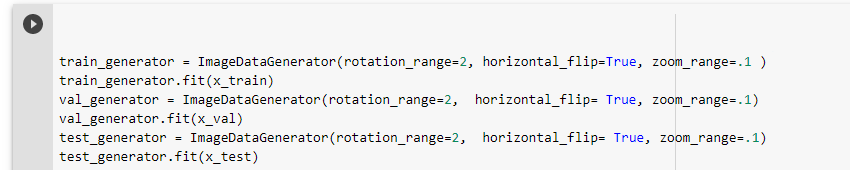 train_generator = ImageDataGenerator(rotation_range=2, horizontal_flip=True, zoom_range=.1 )
train_generator.fit(x_train)
val_generator = ImageDataGenerator(rotation_range=2,  horizontal_flip= True, zoom_range=.1)
val_generator.fit(x_val)
test_generator = ImageDataGenerator(rotation_range=2,  horizontal_flip= True, zoom_range=.1)
test_generator.fit(x_test)